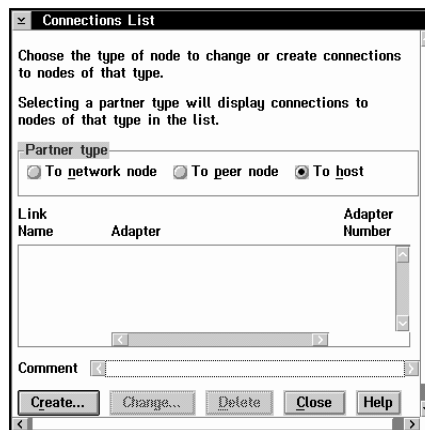 Connections List
Choose the type of node to change or create connections
to nodes of that type.
Selecting a partner type will display connections to
nodes of that type in the list.
Partner type
To network node To peer node To host
Link Adapter
Name Adapter Number
Comment
Create... Change... Delete Close Help